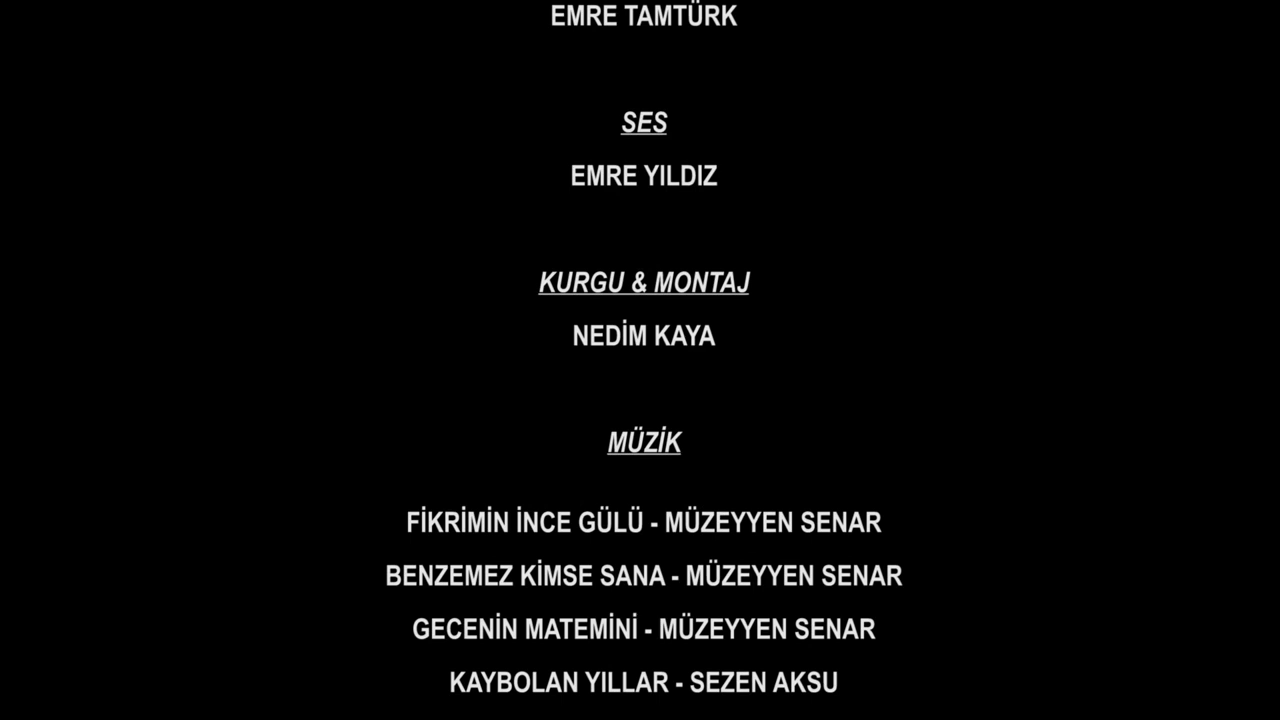 EMRE TAMTÜRK
SES
EMRE YILDIZ
KURGU & MONTAJ
NEDİM KAYA
MÜZİK
FİKRİMİN İNCE GÜLÜ - MÜZEYYEN SENAR
BENZEMEZ KİMSE SANA - MÜZEYYEN SENAR
GECENİN MATEMİNİ - MÜZEYYEN SENAR
KAYBOLAN YILLAR - SEZEN AKSU